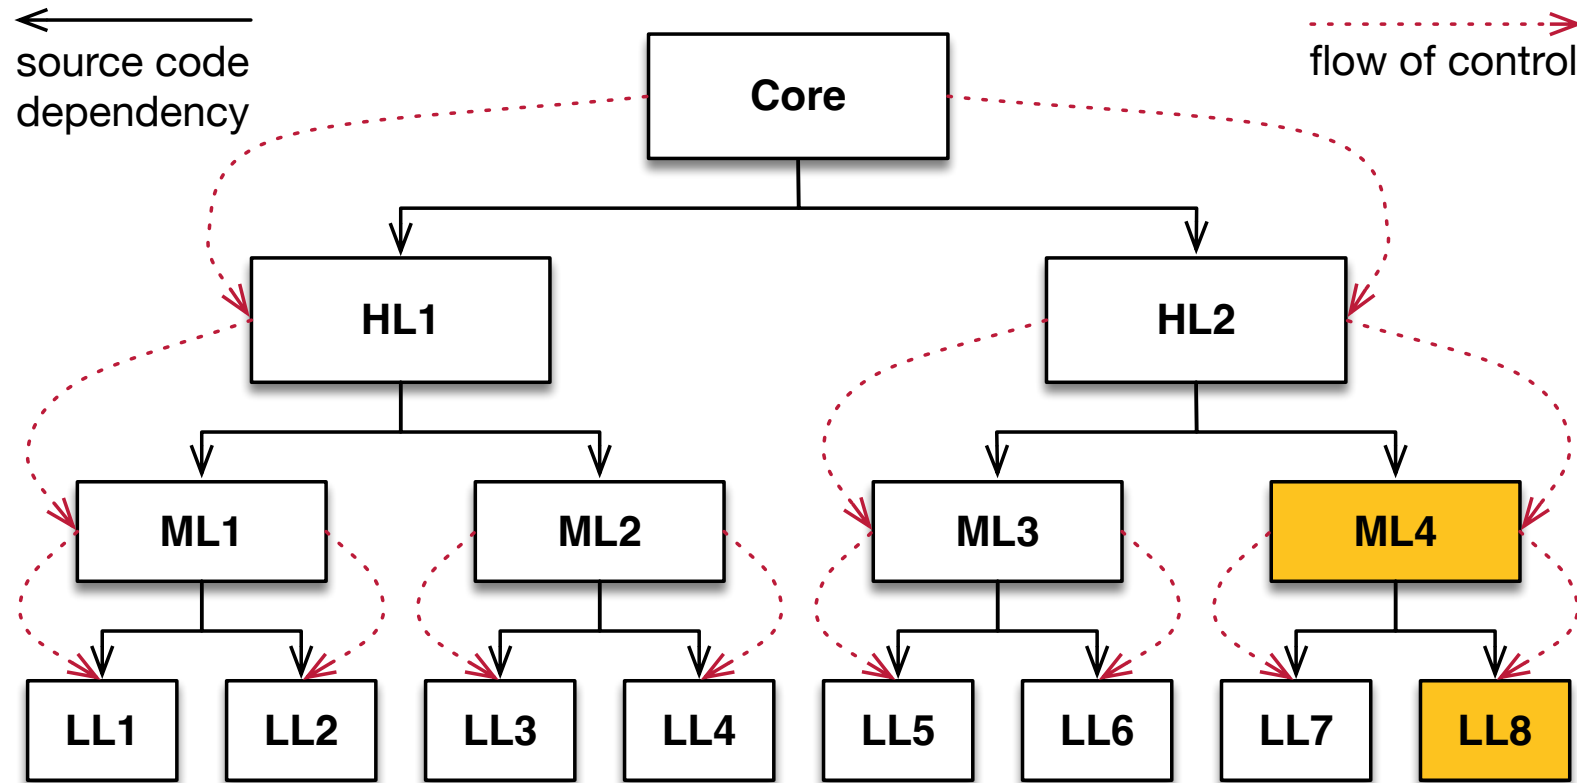 source code
dependency
flow of control
Core
HL1
HL2
ML1
ML2
ML3
ML4
LL1
LL2
LL3
LL4
LL5
LL6
LL7
LL8